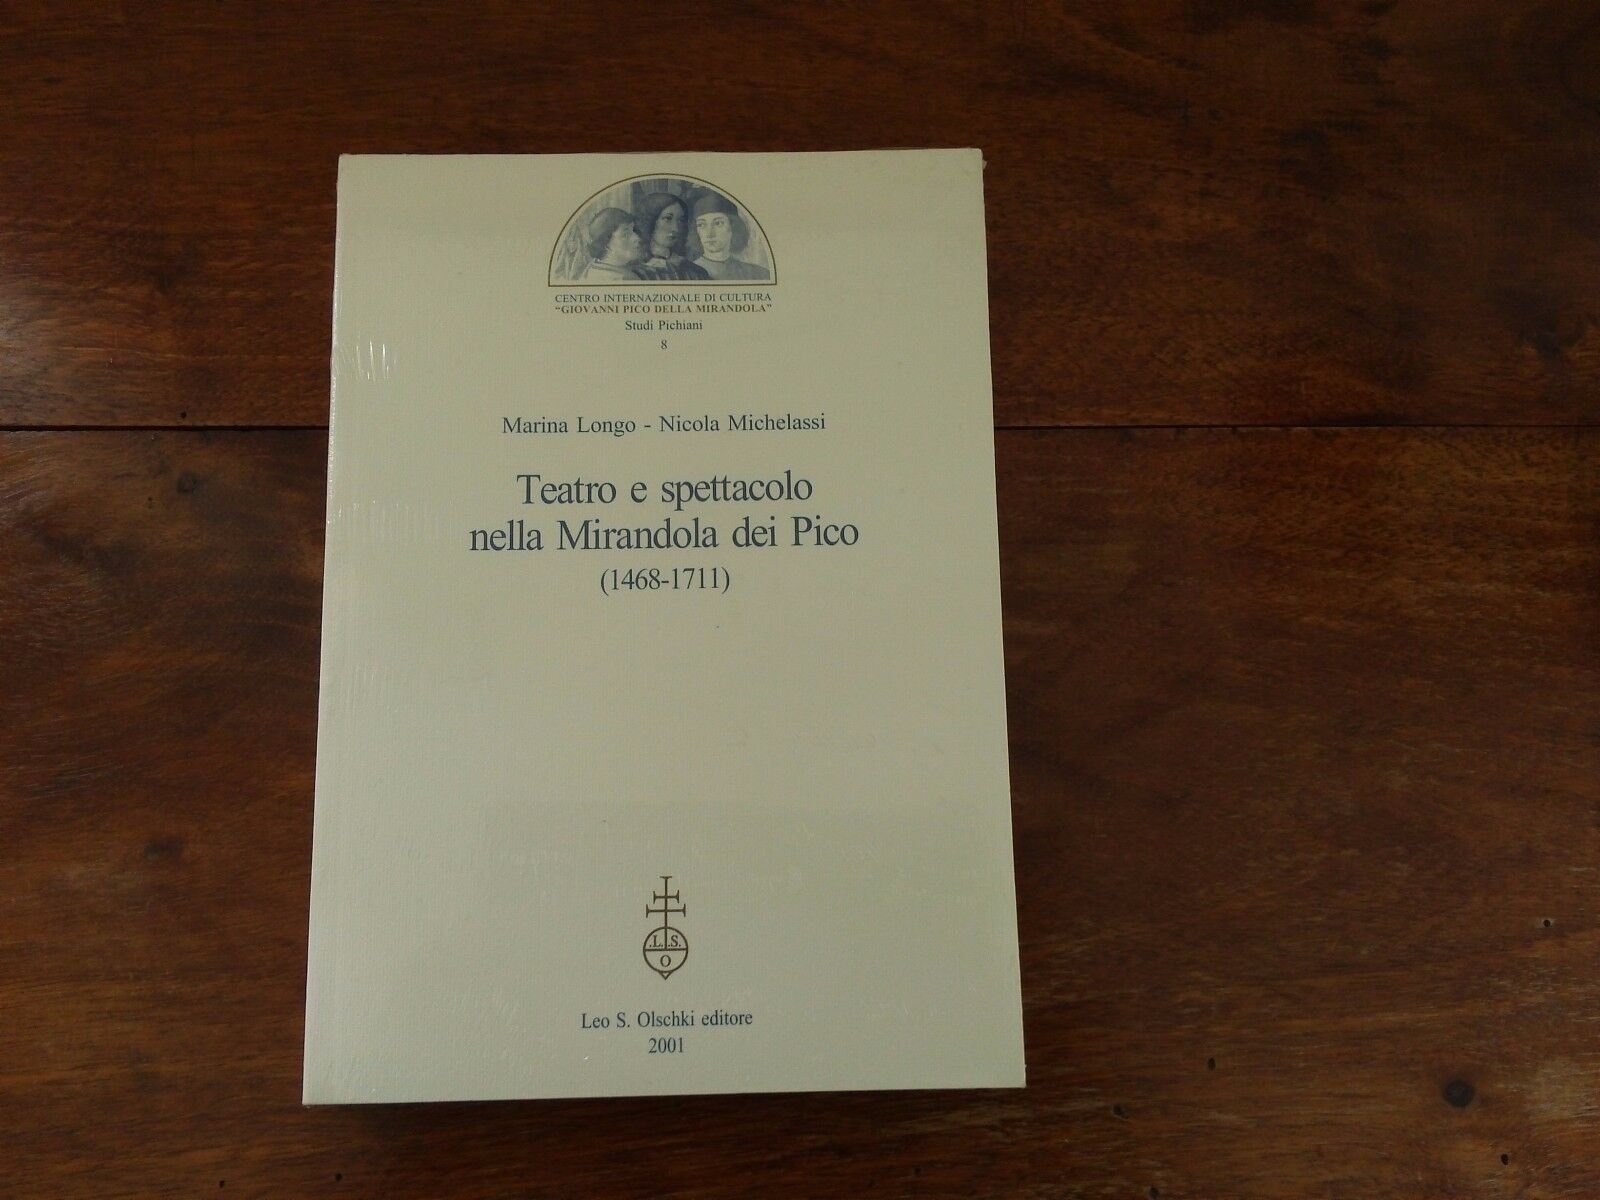 CENTRO INTERNAZIONALE DI CULTURA
"GIOVANNI PICO DELLA MIRANDOLA"
Studi Pichiani
8
Marina Longo - Nicola Michelassi
Teatro e spettacolo
nella Mirandola dei Pico
(1468-1711)
.L. .S.
O
Leo S. Olschki editore
2001